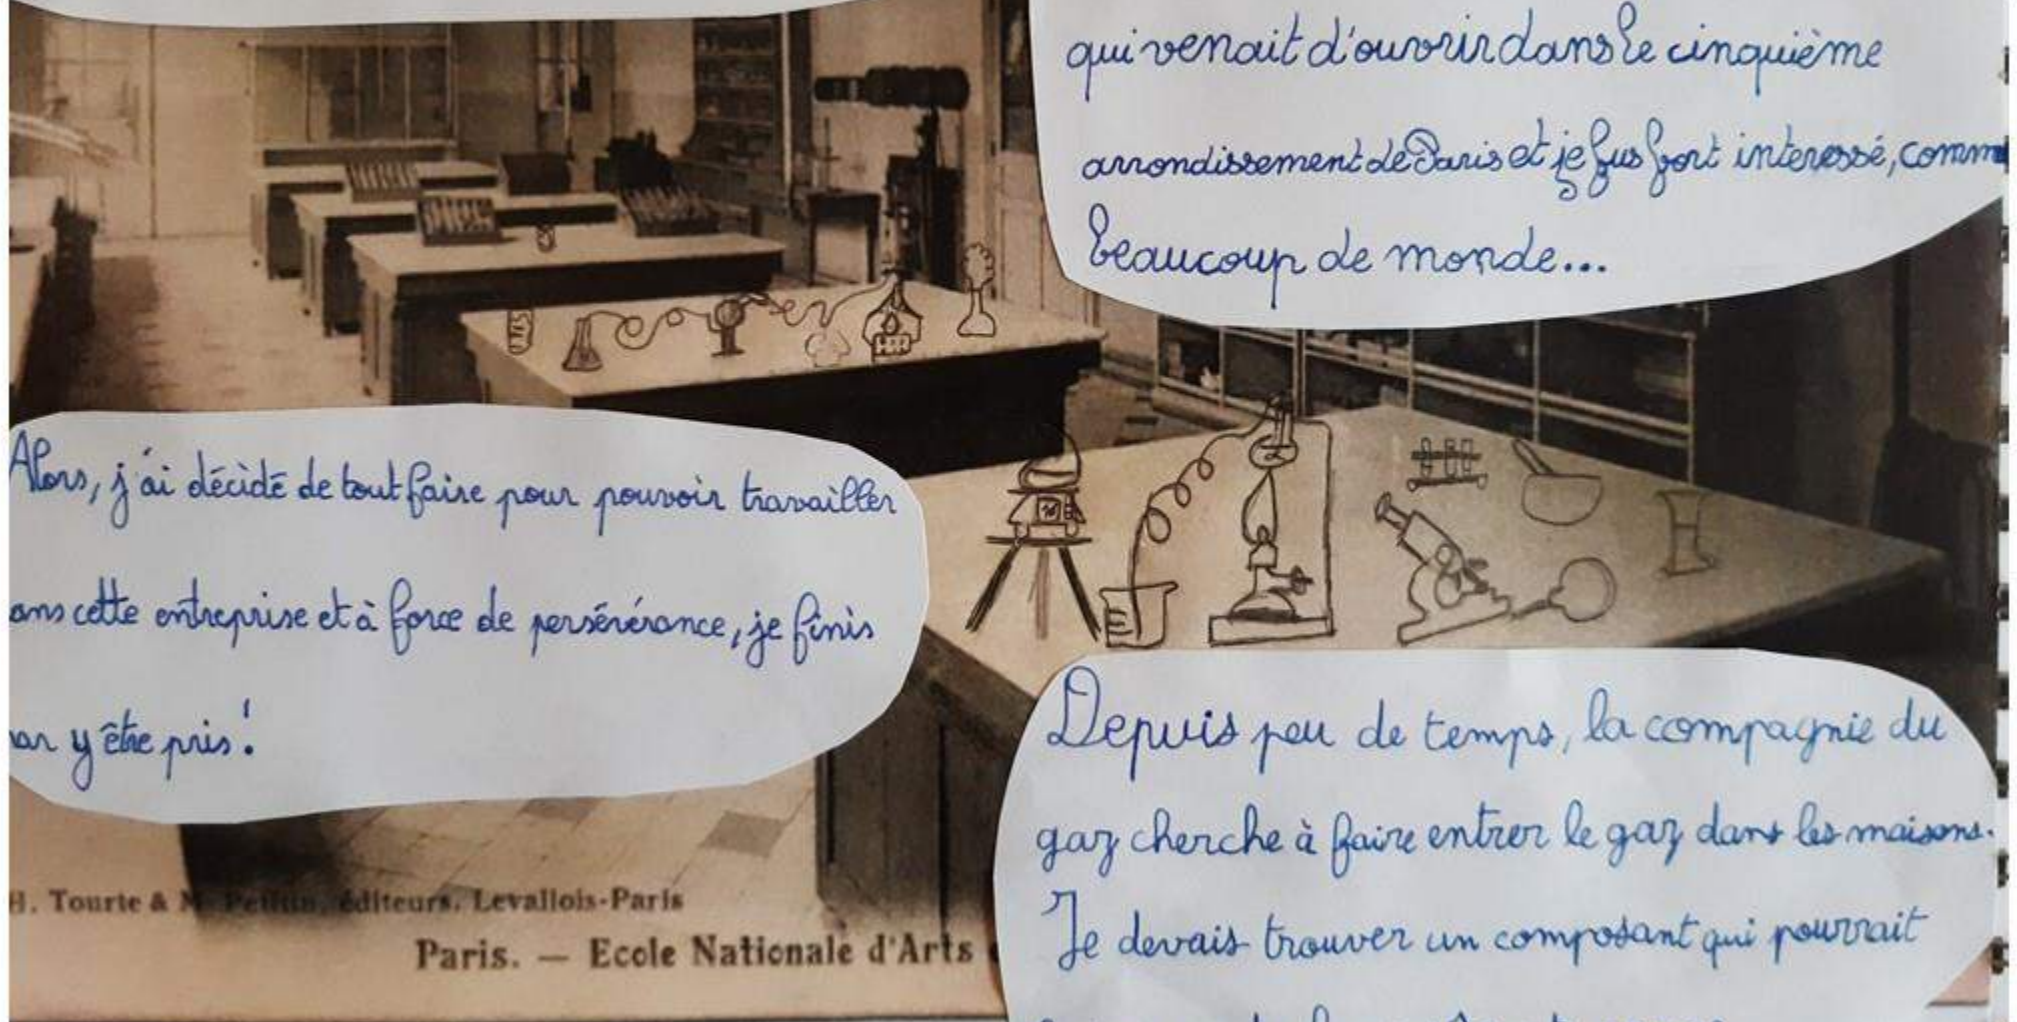 qui venait d'ouvrir dans le cinquième
arrondissement de Paris et je fus fort interessé, comm
beaucoup de monde...
Alors, j'ai décidé de tout faire pour pouvoir travailler
ans cette entreprise et à force de persévérance, je finis
ar y être pris !
Depuis peu de temps, la compagnie du
gaz cherche à faire entrer le gaz dans les maisons.
Je devais trouver un composant qui pourrait
H. Tourte & M. Petitin, éditeurs, Levallois-Paris
Paris. — Ecole Nationale d'Arts